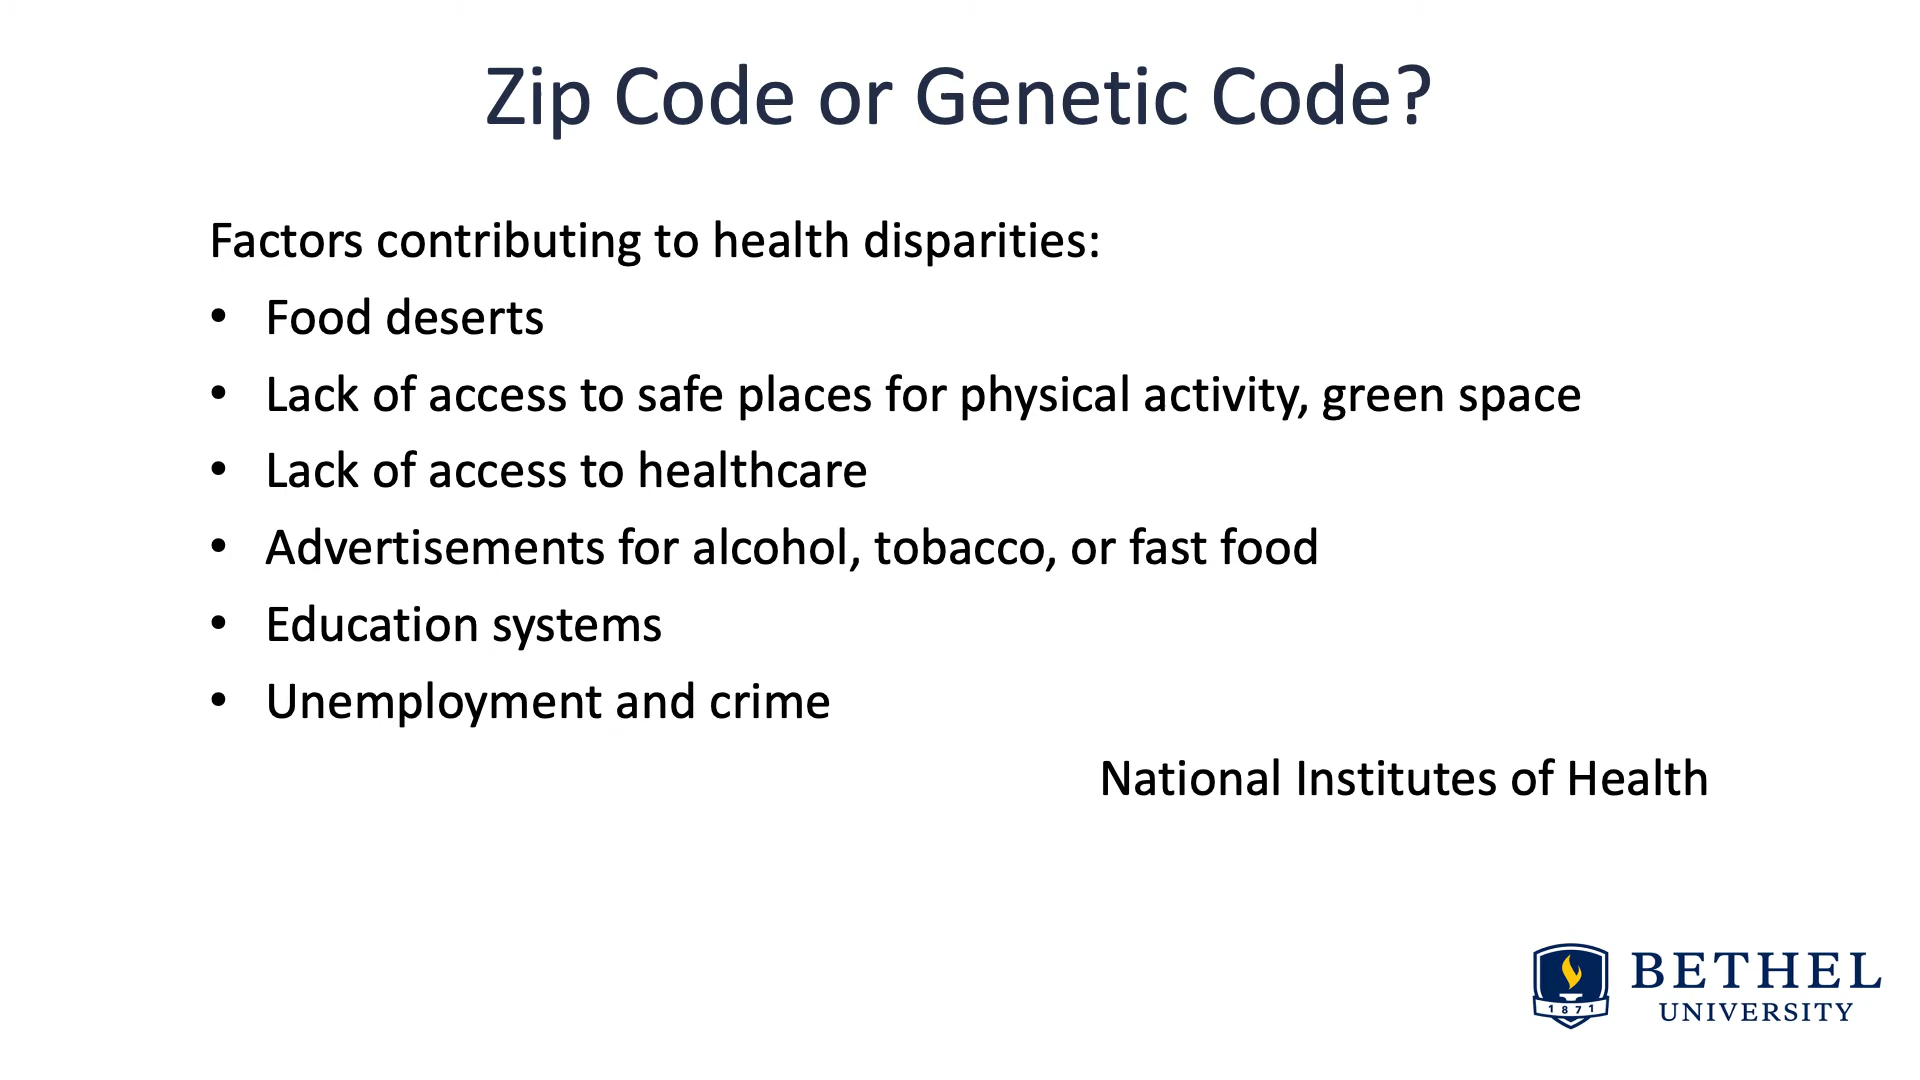 Zip Code or Genetic Code?
Factors contributing to health disparities:
• Food deserts
• Lack of access to safe places for physical activity, green space
• Lack of access to healthcare
• Advertisements for alcohol, tobacco, or fast food
• Education systems
• Unemployment and crime
National Institutes of Health
1871
BETHEL
UNIVERSITY